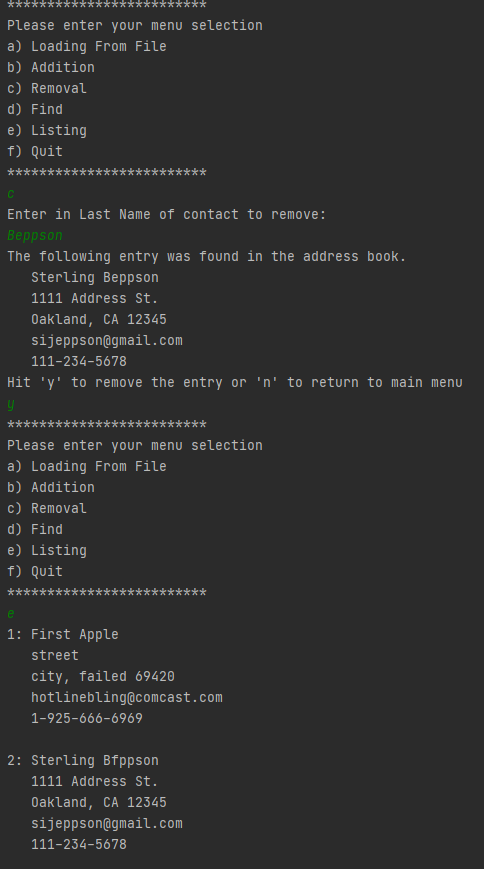 *************************
Please enter your menu selection
a) Loading From File
b) Addition
c) Removal
d) Find
e) Listing
f) Quit
*************************
c
Enter in Last Name of contact to remove:
Beppson
The following entry was found in the address book.
   Sterling Beppson
   1111 Address St.
   Oakland, CA 12345
   sijeppson@gmail.com
   111-234-5678
Hit 'y' to remove the entry or 'n' to return to main menu
y
*************************
Please enter your menu selection
a) Loading From File
b) Addition
c) Removal
d) Find
e) Listing
f) Quit
*************************
e
1: First Apple
   street
   city, failed 69420
   hotlinebling@comcast.com
   1-925-666-6969

2: Sterling Bfppson
   1111 Address St.
   Oakland, CA 12345
   sijeppson@gmail.com
   111-234-5678